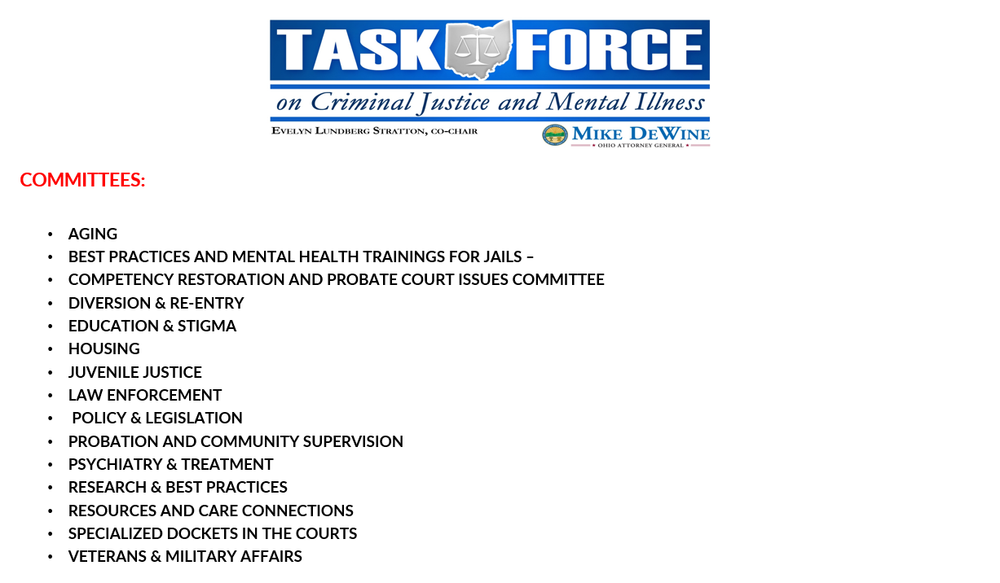 TASK FORCE
on Criminal Justice and Mental Illness
EVELYN LUNDBERG STRATTON, CO-CHAIR
MIKE DEWINE
OHIO ATTORNEY GENERAL
COMMITTEES:
• AGING
• BEST PRACTICES AND MENTAL HEALTH TRAININGS FOR JAILS –
• COMPETENCY RESTORATION AND PROBATE COURT ISSUES COMMITTEE
• DIVERSION & RE-ENTRY
• EDUCATION & STIGMA
• HOUSING
• JUVENILE JUSTICE
• LAW ENFORCEMENT
• POLICY & LEGISLATION
• PROBATION AND COMMUNITY SUPERVISION
• PSYCHIATRY & TREATMENT
• RESEARCH & BEST PRACTICES
• RESOURCES AND CARE CONNECTIONS
• SPECIALIZED DOCKETS IN THE COURTS
• VETERANS & MILITARY AFFAIRS